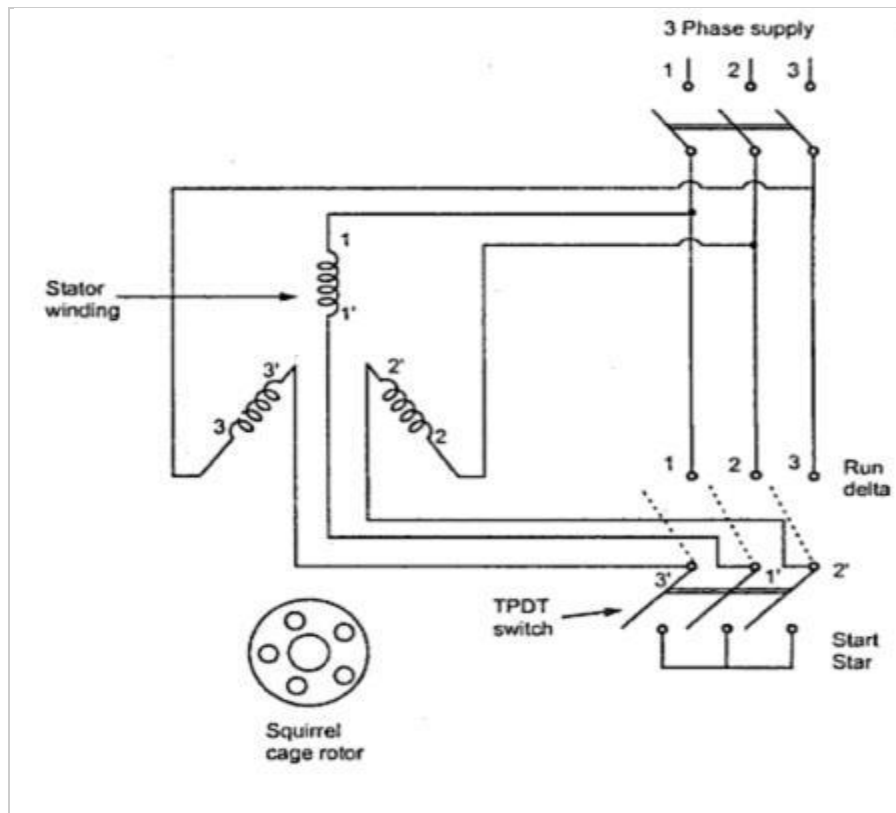 3 Phase supply
1 2 3
1
Stator
winding
1'
3' 2'
3 2
1 2 3 Run
delta
3' 1' 2'
TPDT
switch
Start
Star
Squirrel
cage rotor